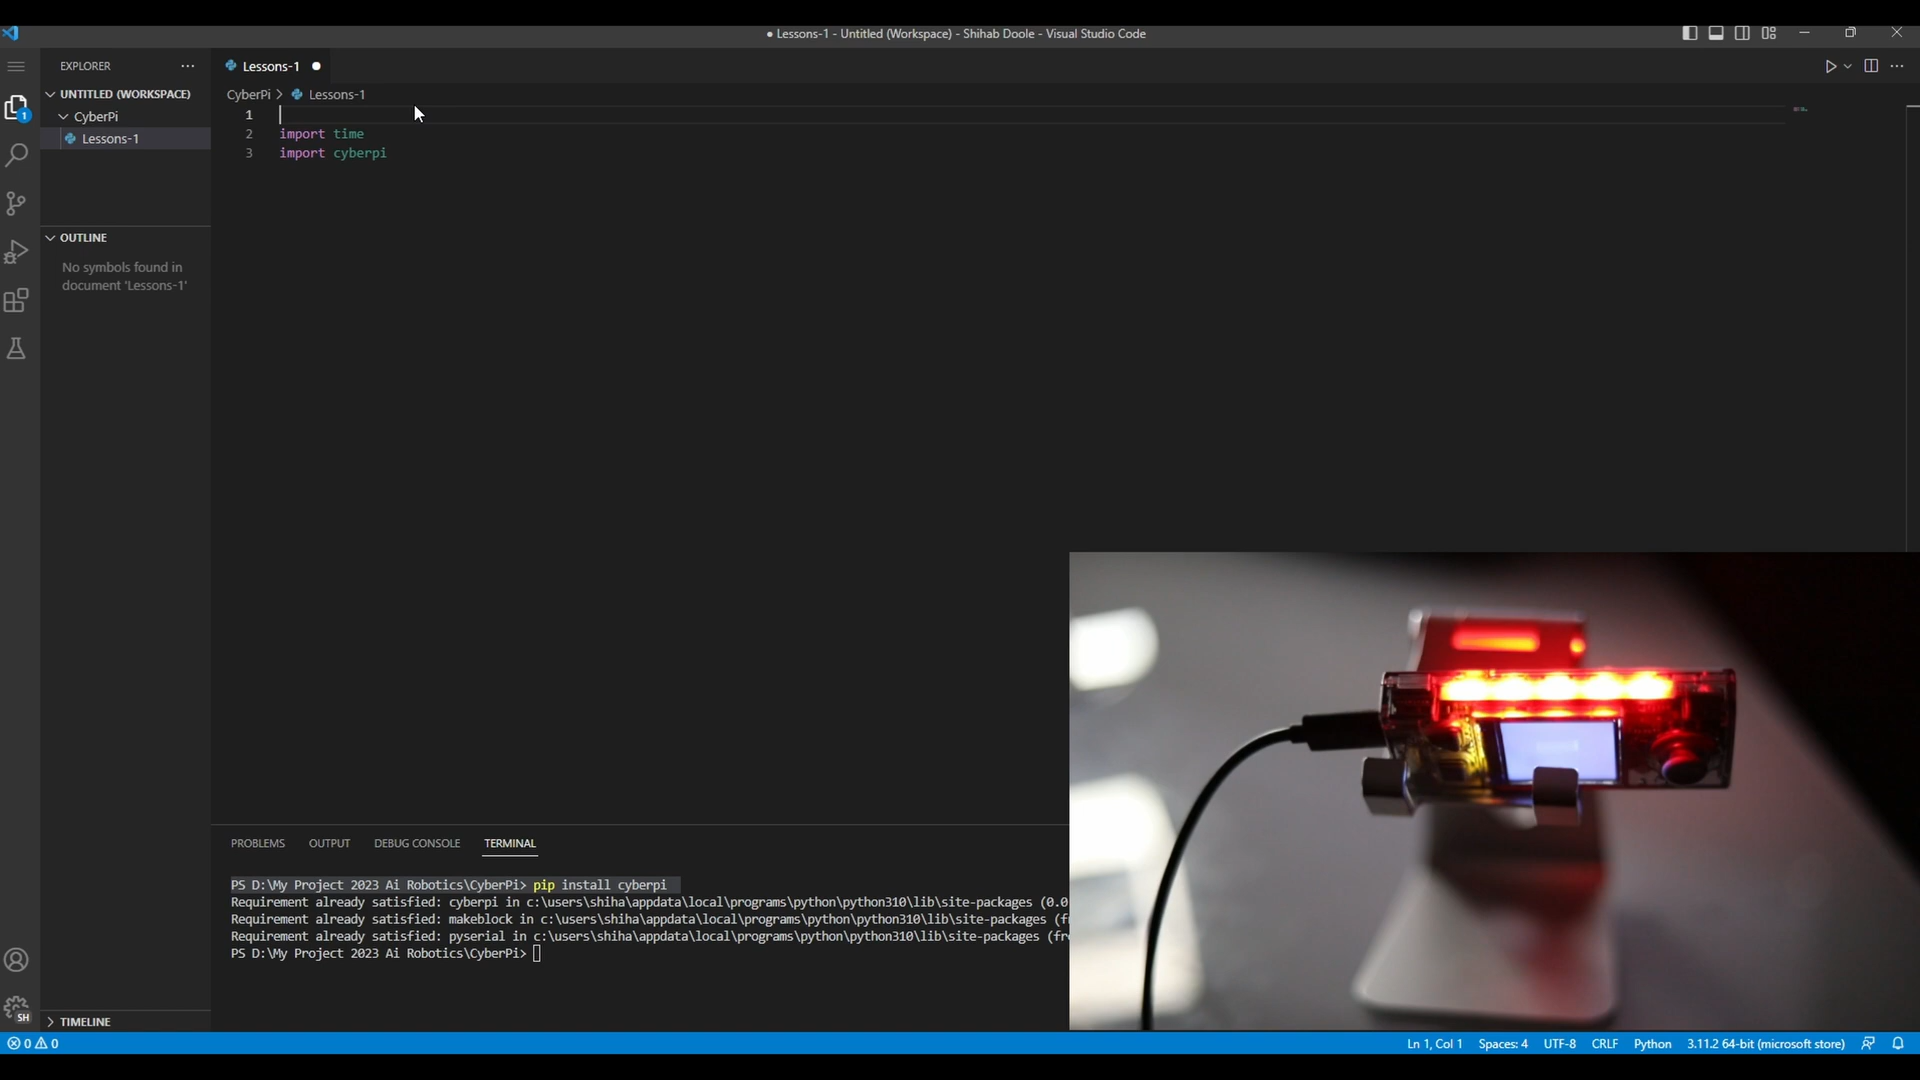 ● Lessons-1 - Untitled (Workspace) - Shihab Doole - Visual Studio Code
EXPLORER
UNTITLED (WORKSPACE)
CyberPi
Lessons-1
OUTLINE
No symbols found in
document 'Lessons-1'
TIMELINE
1
SH
Lessons-1
CyberPi > Lessons-1
1
2 import time
3 import cyberpi
PROBLEMS OUTPUT DEBUG CONSOLE TERMINAL
PS D:\My Project 2023 Ai Robotics\CyberPi> pip install cyberpi
Requirement already satisfied: cyberpi in c:\users\shiha\appdata\local\programs\python\python310\lib\site-packages (0.0
Requirement already satisfied: makeblock in c:\users\shiha\appdata\local\programs\python\python310\lib\site-packages (f
Requirement already satisfied: pyserial in c:\users\shiha\appdata\local\programs\python\python310\lib\site-packages (fr
PS D:\My Project 2023 Ai Robotics\CyberPi>
0 0 Ln 1, Col 1 Spaces: 4 UTF-8 CRLF Python 3.11.2 64-bit (microsoft store)